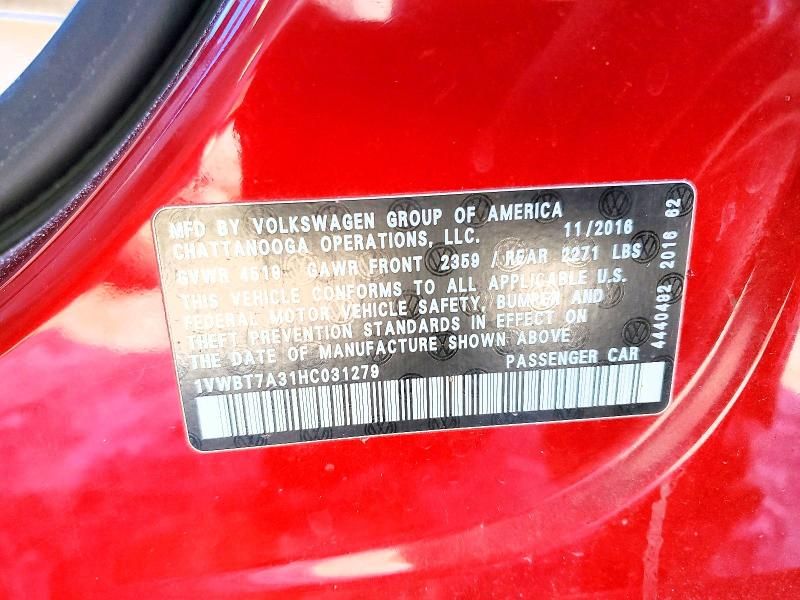 MFD BY VOLKSWAGEN GROUP OF AMERICA
CHATTANOOGA OPERATIONS, LLC. 11/2016
GVWR 4519 GAWR FRONT 2359 / REAR 2271 LBS
THIS VEHICLE CONFORMS TO ALL APPLICABLE U.S.
FEDERAL MOTOR VEHICLE SAFETY, BUMPER AND
THEFT PREVENTION STANDARDS IN EFFECT ON
THE DATE OF MANUFACTURE SHOWN ABOVE
1VWBT7A31HC031279 PASSENGER CAR
4440492 2016 62